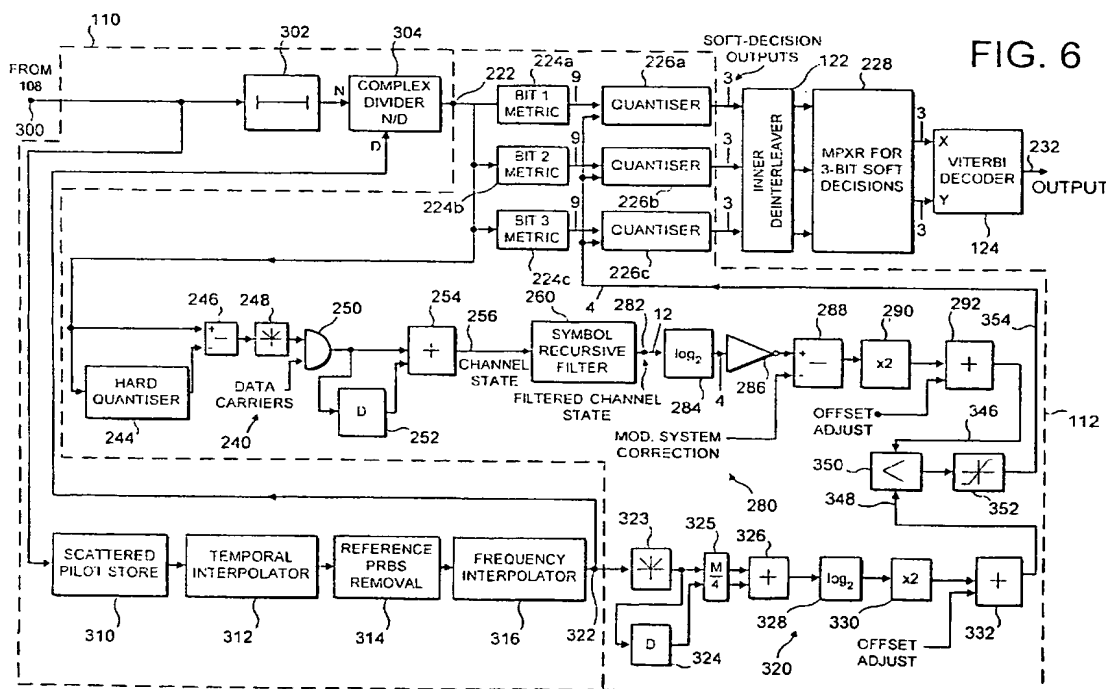 FIG. 6
110
302
304
FROM
108
300
N
COMPLEX
DIVIDER
N/D
D
222
224a
BIT 1
METRIC
9
226a
QUANTISER
SOFT-DECISION
OUTPUTS
3
122
228
BIT 2
METRIC
9
224b
QUANTISER
226b
3
BIT 3
METRIC
9
224c
QUANTISER
226c
3
INNER
DEINTERLEAVER
MPXR FOR
3-BIT SOFT
DECISIONS
3
X
Y
3
VITERBI
DECODER
124
232
OUTPUT
4
246
+
-
−
248
250
254
+
256
CHANNEL
STATE
260
SYMBOL
RECURSIVE
FILTER
282
12
FILTERED CHANNEL
STATE
log2
284
4
286
288
+
-
−
290
x2
292
+
354
HARD
QUANTISER
244
DATA
CARRIERS
240
D
252
MOD. SYSTEM
CORRECTION
OFFSET
ADJUST
280
346
350
<
348
352
112
SCATTERED
PILOT STORE
310
TEMPORAL
INTERPOLATOR
312
REFERENCE
PRBS
REMOVAL
314
FREQUENCY
INTERPOLATOR
316
322
323
D
324
325
M
4
326
+
log2
328
320
x2
330
OFFSET
ADJUST
+
332